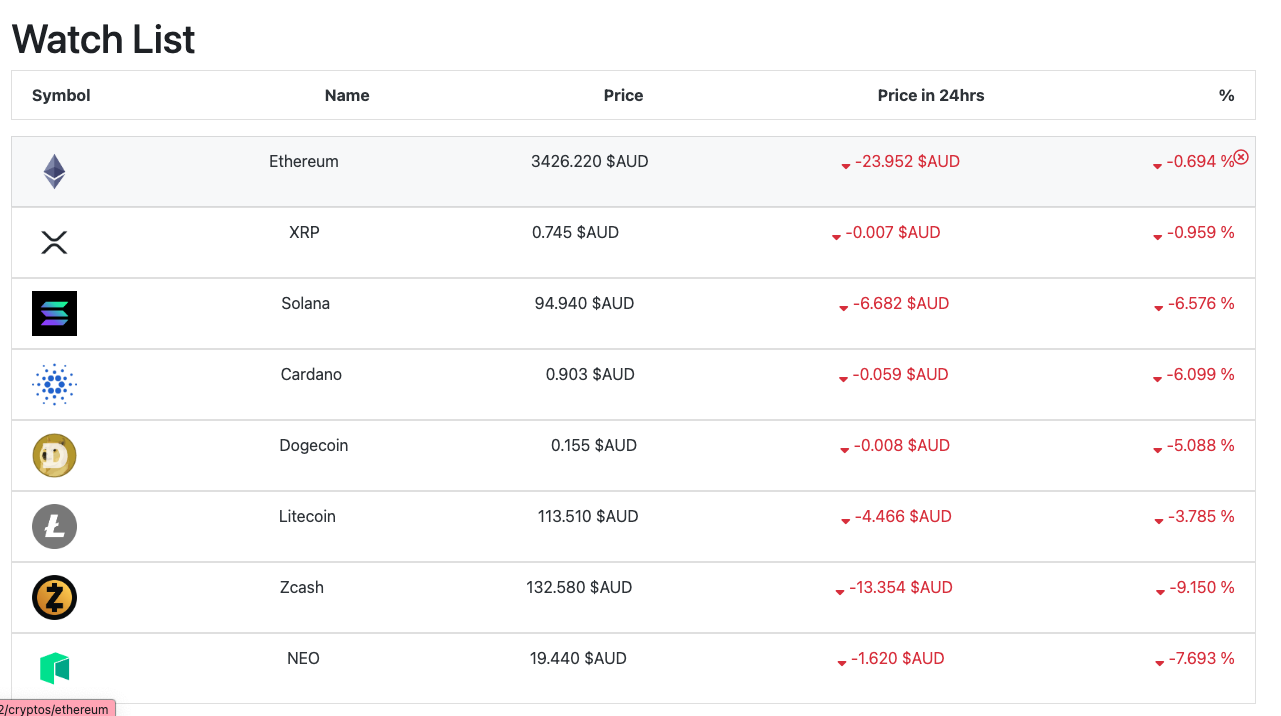 Watch List
Symbol Name Price Price in 24hrs %
Ethereum 3426.220 $AUD -23.952 $AUD -0.694 %
XRP 0.745 $AUD -0.007 $AUD -0.959 %
Solana 94.940 $AUD -6.682 $AUD -6.576 %
Cardano 0.903 $AUD -0.059 $AUD -6.099 %
Dogecoin 0.155 $AUD -0.008 $AUD -5.088 %
Litecoin 113.510 $AUD -4.466 $AUD -3.785 %
Zcash 132.580 $AUD -13.354 $AUD -9.150 %
NEO 19.440 $AUD -1.620 $AUD -7.693 %
2/cryptos/ethereum